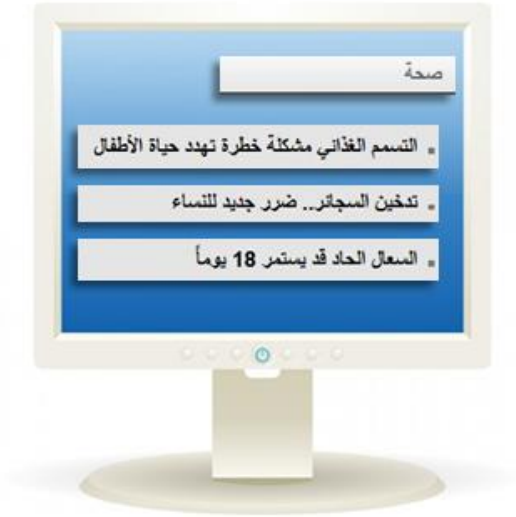 صحة
▪ التسمم الغذائي مشكلة خطرة تهدد حياة الأطفال
▪ تدخين السجائر.. ضرر جديد للنساء
▪ السعال الحاد قد يستمر 18 يوماً